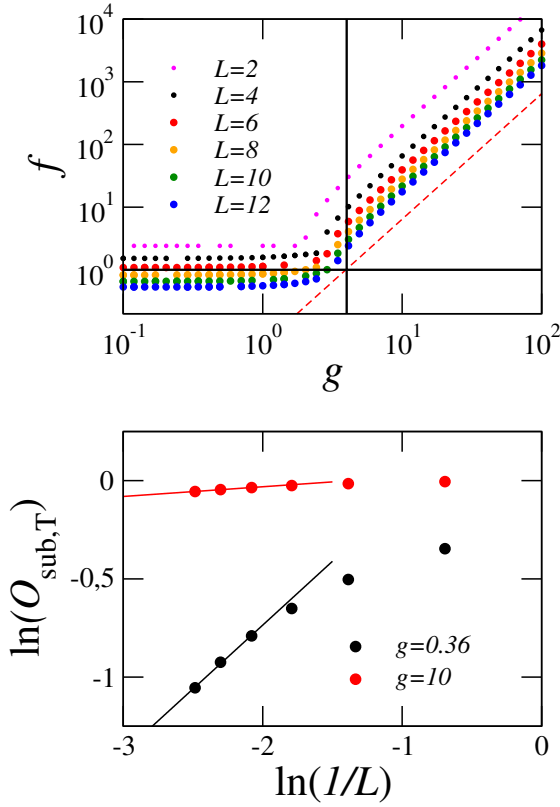 10^4
10^3
10^2
10^1
10^0
f
L=2
L=4
L=6
L=8
L=10
L=12
10^-1 10^0 10^1 10^2
g
0
-0,5
-1
ln(O_sub,T)
g=0.36
g=10
-3 -2 -1 0
ln(1/L)